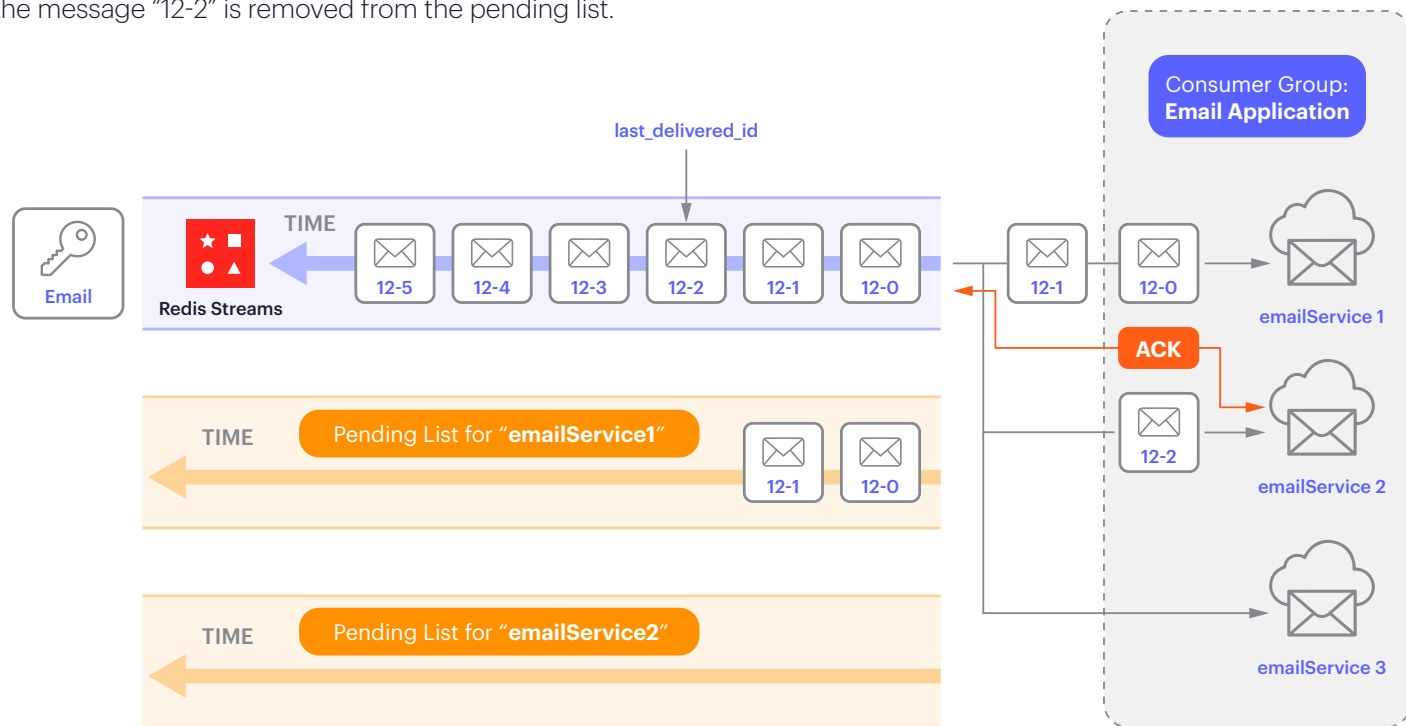 the message “12-2” is removed from the pending list.
Consumer Group:
Email Application
last_delivered_id
TIME
Email
Redis Streams
12-5
12-4
12-3
12-2
12-1
12-0
12-1
12-0
emailService 1
ACK
TIME
Pending List for “emailService1”
12-1
12-0
12-2
emailService 2
TIME
Pending List for “emailService2”
emailService 3